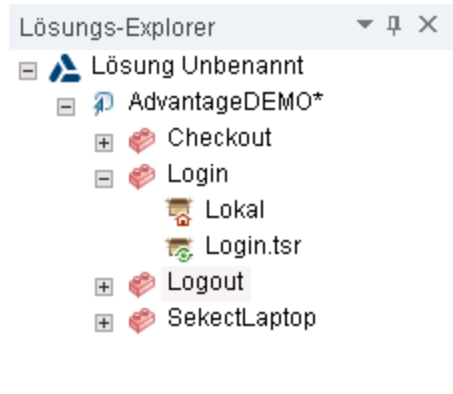 Lösungs-Explorer
Lösung Unbenannt
AdvantageDEMO*
Checkout
Login
Lokal
Login.tsr
Logout
SekectLaptop